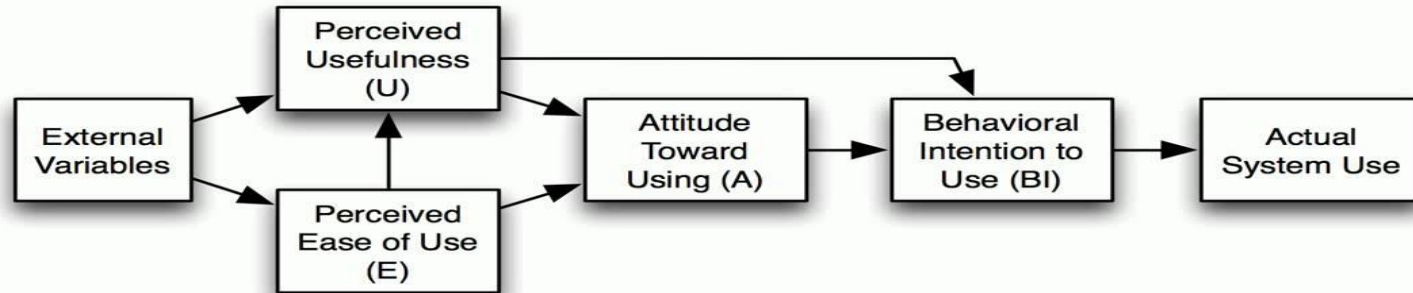 Perceived
Usefulness
(U)
External
Variables
Perceived
Ease of Use
(E)
Attitude
Toward
Using (A)
Behavioral
Intention to
Use (BI)
Actual
System Use